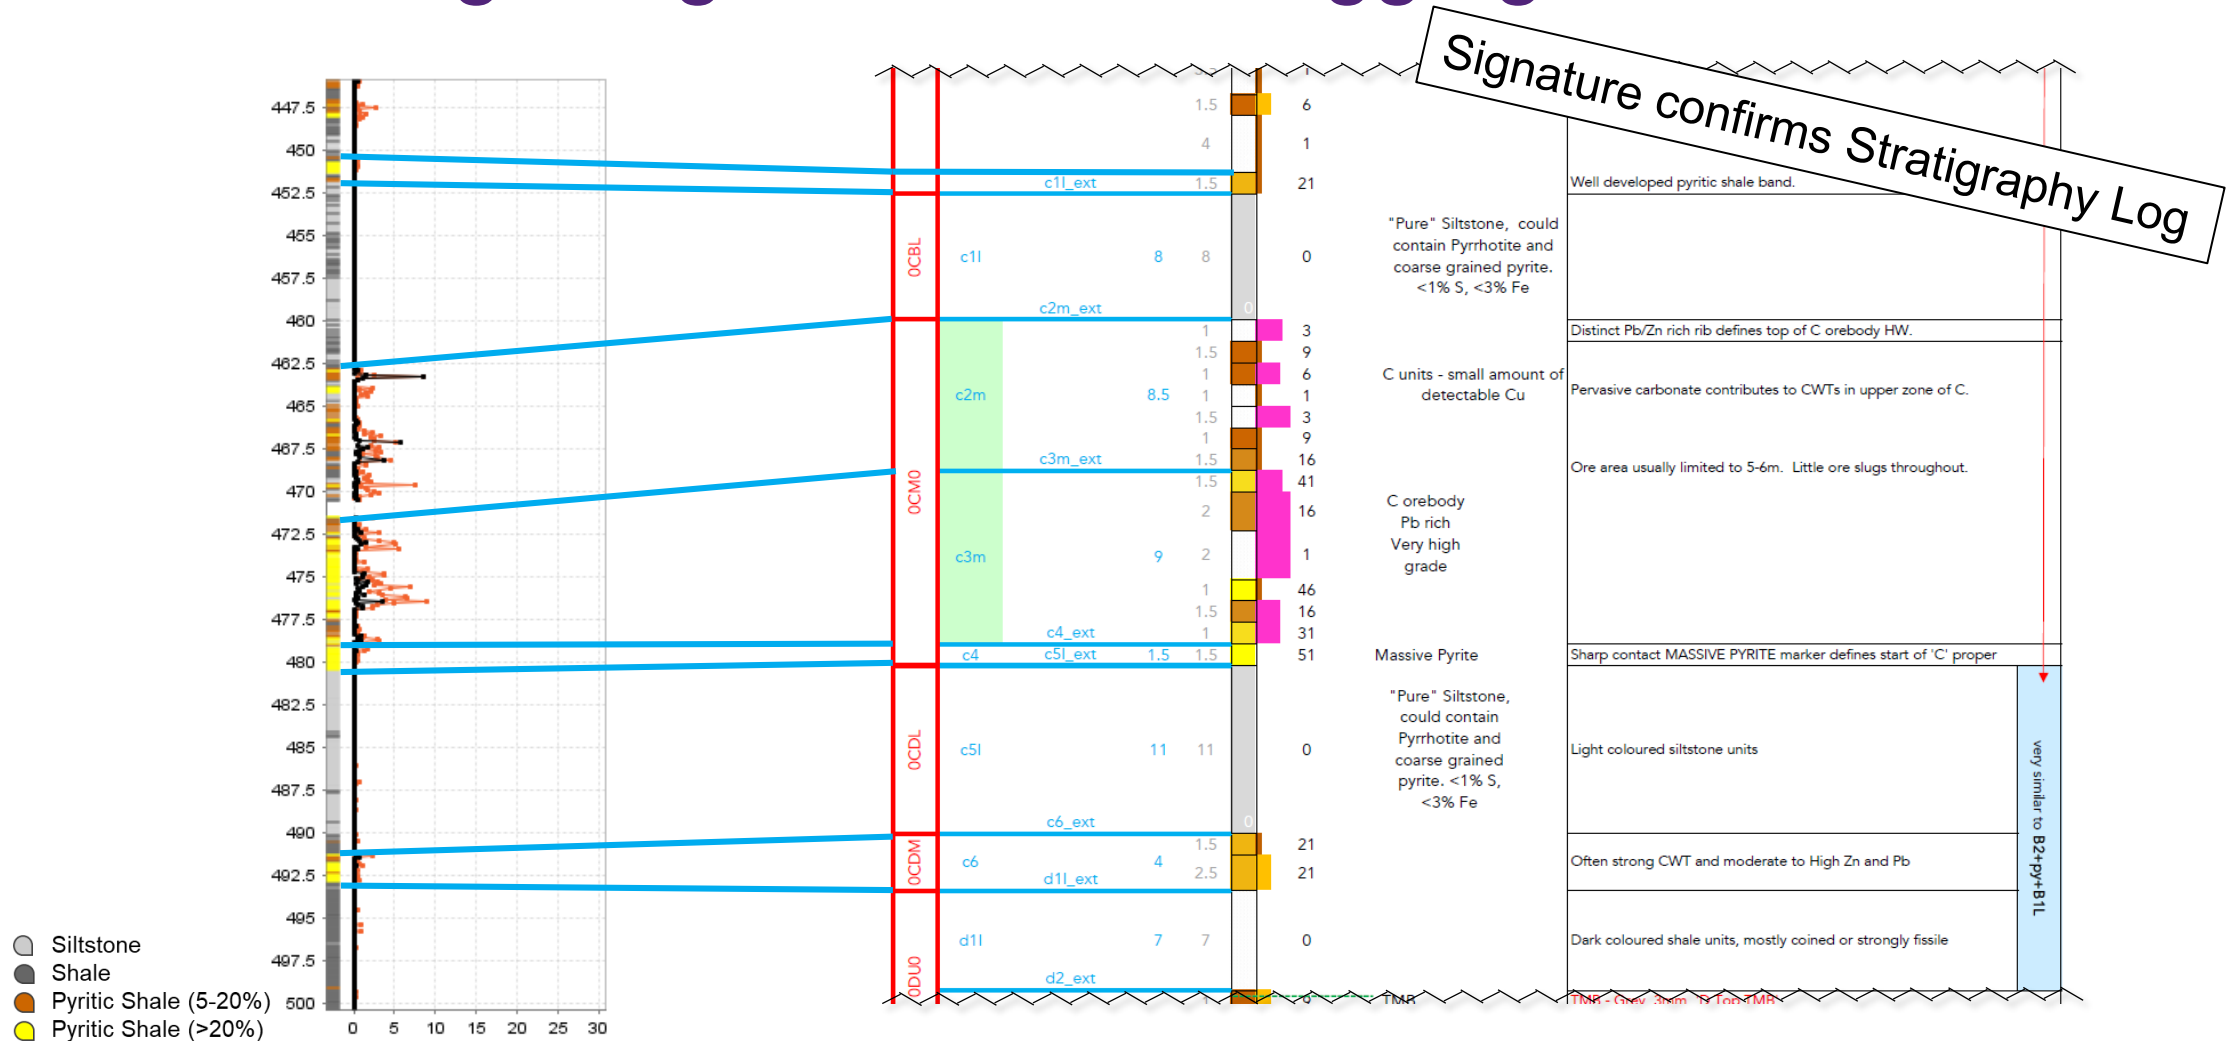 Signature confirms Stratigraphy Log
447.5
450
452.5
455
457.5
460
462.5
465
467.5
470
472.5
475
477.5
480
482.5
485
487.5
490
492.5
495
497.5
500
0 5 10 15 20 25 30
Siltstone
Shale
Pyritic Shale (5-20%)
Pyritic Shale (>20%)
0CBL
0CM0
0CDL
0CDM
0DU0
1.5 6
4 1
c1l_ext 1.5 21
Well developed pyritic shale band.
c1l 8 8 0
"Pure" Siltstone, could
contain Pyrrhotite and
coarse grained pyrite.
<1% S, <3% Fe
c2m_ext 0
1 3
Distinct Pb/Zn rich rib defines top of C orebody HW.
1.5 9
1 6
C units - small amount of
detectable Cu
c2m 8.5 1 1
Pervasive carbonate contributes to CWTs in upper zone of C.
1.5 3
1 9
c3m_ext 1.5 16
Ore area usually limited to 5-6m. Little ore slugs throughout.
1.5 41
2 16
C orebody
Pb rich
Very high
grade
c3m 9 2 1
1 46
1.5 16
c4_ext 1 31
c4 c5l_ext 1.5 1.5 51
Massive Pyrite
Sharp contact MASSIVE PYRITE marker defines start of 'C' proper
"Pure" Siltstone,
could contain
Pyrrhotite and
coarse grained
pyrite. <1% S,
<3% Fe
c5l 11 11 0
Light coloured siltstone units
c6_ext 0
1.5 21
c6 4
Often strong CWT and moderate to High Zn and Pb
d1l_ext 2.5 21
d1l 7 7 0
Dark coloured shale units, mostly coined or strongly fissile
d2_ext
TMB
TMB - Grey, 3mm, D Top TMB
very similar to B2+py+B1L